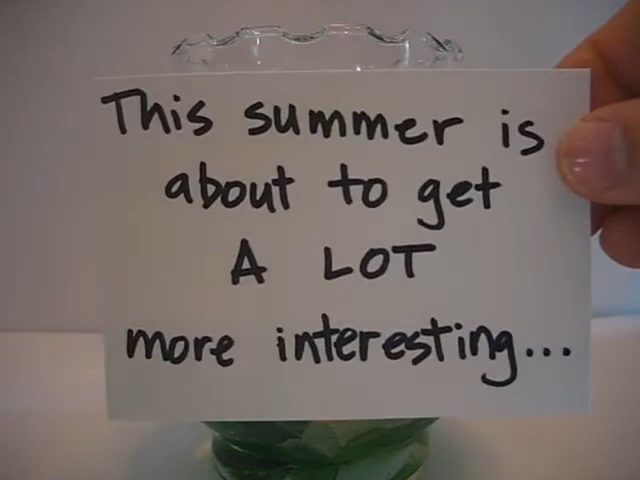 This summer is
about to get
A LOT
more interesting...